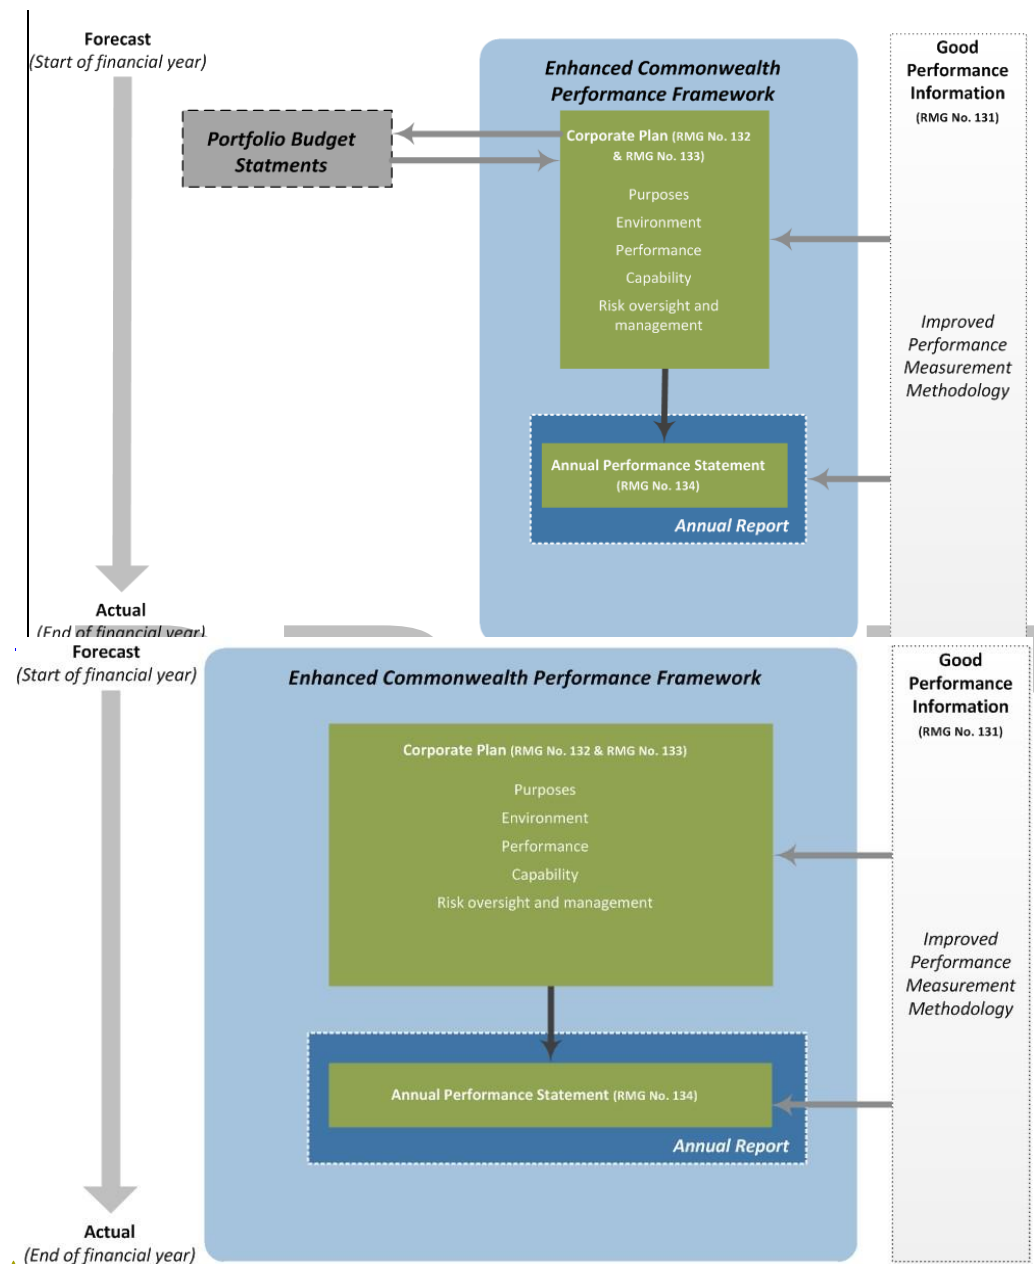 Forecast
(Start of financial year)
Enhanced Commonwealth
Performance Framework
Good
Performance
Information
(RMG No. 131)
Portfolio Budget
Statments
Corporate Plan (RMG No. 132
& RMG No. 133)
Purposes
Environment
Performance
Capability
Risk oversight and
management
Improved
Performance
Measurement
Methodology
Annual Performance Statement
(RMG No. 134)
Annual Report
Actual
(End of financial year)
Forecast
(Start of financial year)
Enhanced Commonwealth Performance Framework
Good
Performance
Information
(RMG No. 131)
Corporate Plan (RMG No. 132 & RMG No. 133)
Purposes
Environment
Performance
Capability
Risk oversight and management
Improved
Performance
Measurement
Methodology
Annual Performance Statement (RMG No. 134)
Annual Report
Actual
(End of financial year)